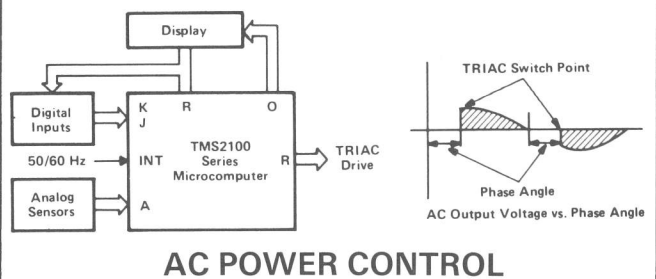 Display
K
R
O
J
Digital
Inputs
TMS2100
Series
Microcomputer
50/60 Hz
INT
R
TRIAC
Drive
Analog
Sensors
A
TRIAC Switch Point
Phase Angle
AC Output Voltage vs. Phase Angle
AC POWER CONTROL